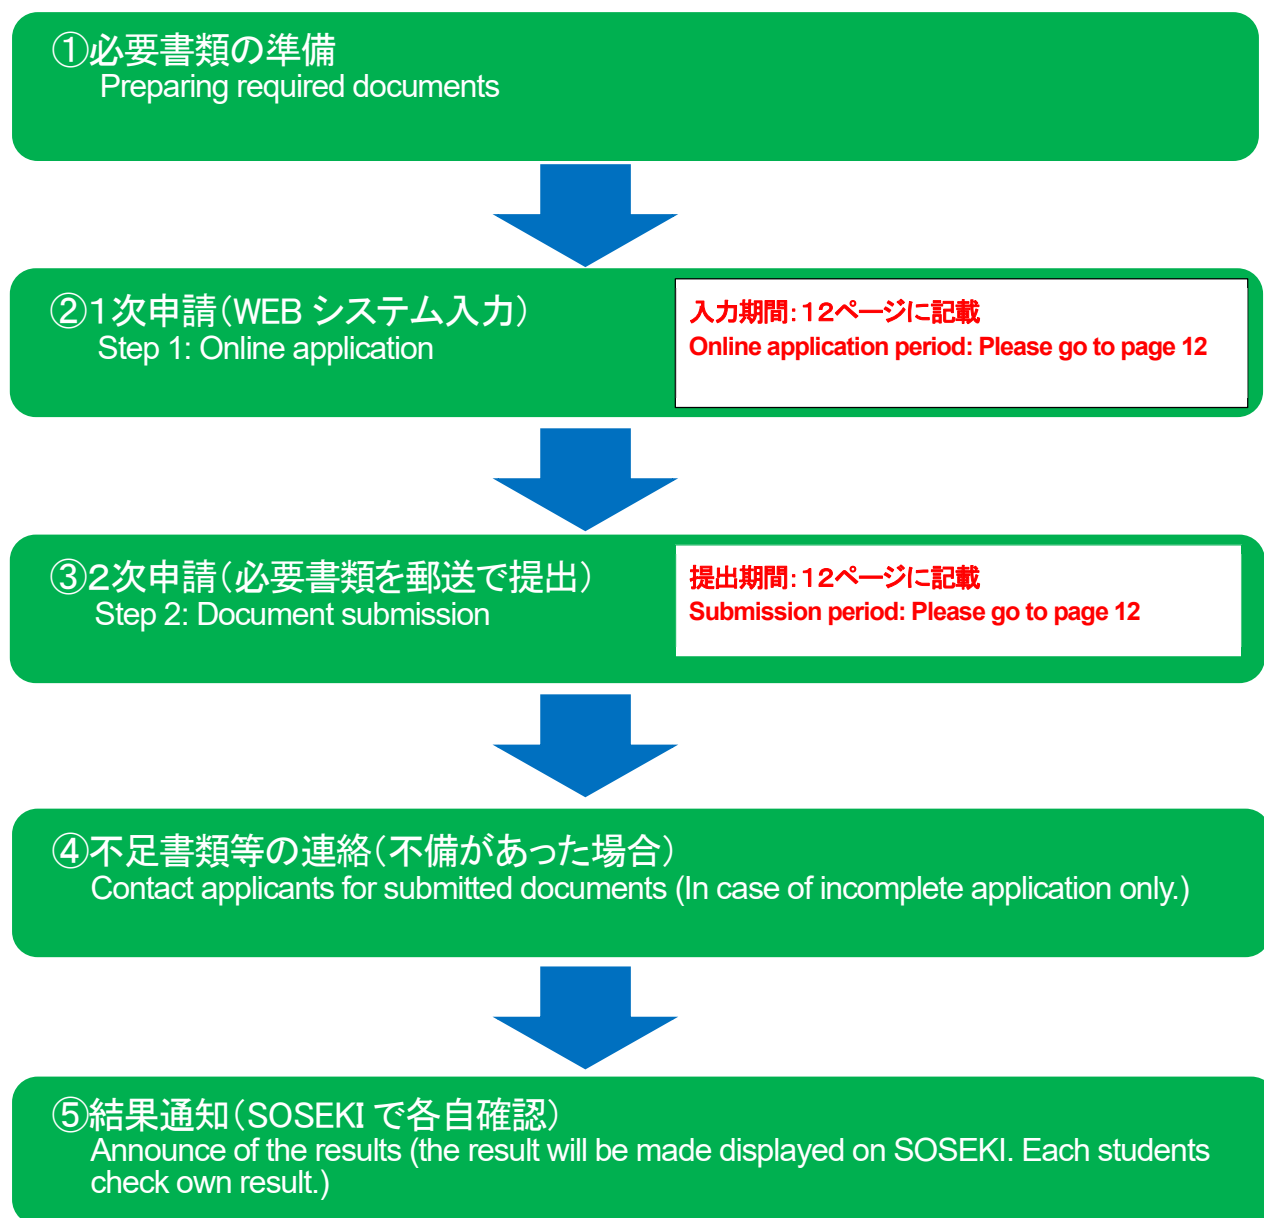 ①必要書類の準備
Preparing required documents
②１次申請（WEB システム入力）
Step 1: Online application
入力期間：１２ページに記載
Online application period: Please go to page 12
③２次申請（必要書類を郵送で提出）
Step 2: Document submission
提出期間：１２ページに記載
Submission period: Please go to page 12
④不足書類等の連絡（不備があった場合）
Contact applicants for submitted documents (In case of incomplete application only.)
⑤結果通知（SOSEKI で各自確認）
Announce of the results (the result will be made displayed on SOSEKI. Each students
check own result.)